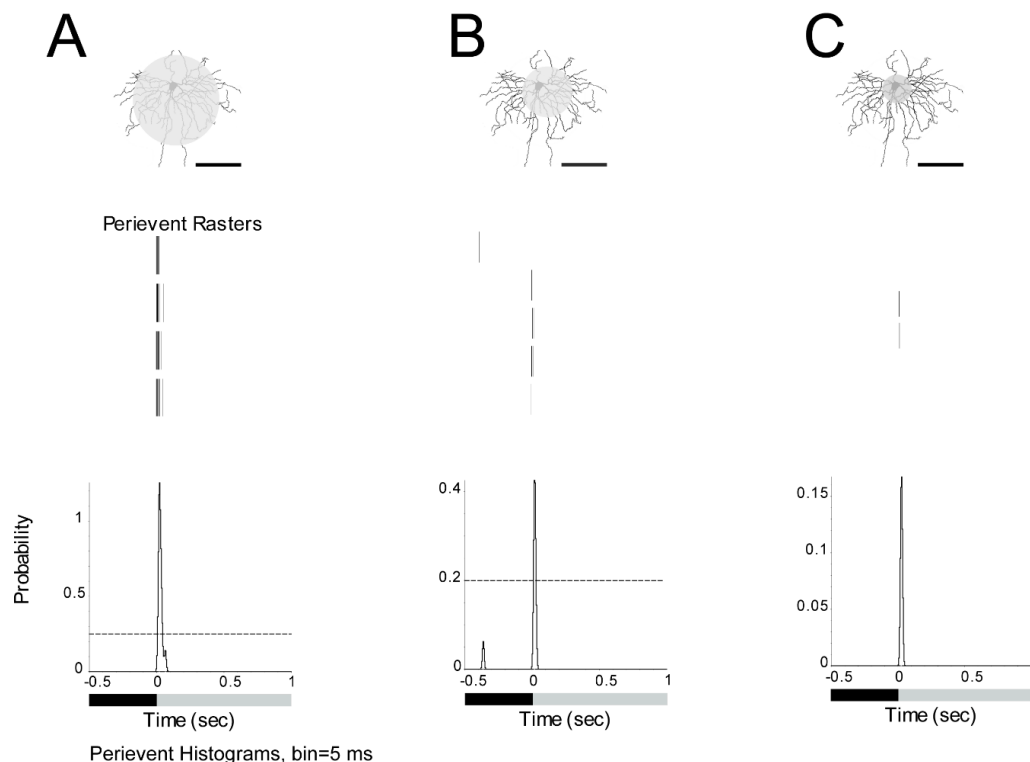 A B C
Perievent Rasters
Probability
1
0.5
0
-0.5 0 0.5 1
Time (sec)
Perievent Histograms, bin=5 ms
0.4
0.2
0
-0.5 0 0.5 1
Time (sec)
0.15
0.1
0.05
0
-0.5 0 0.5
Time (sec)